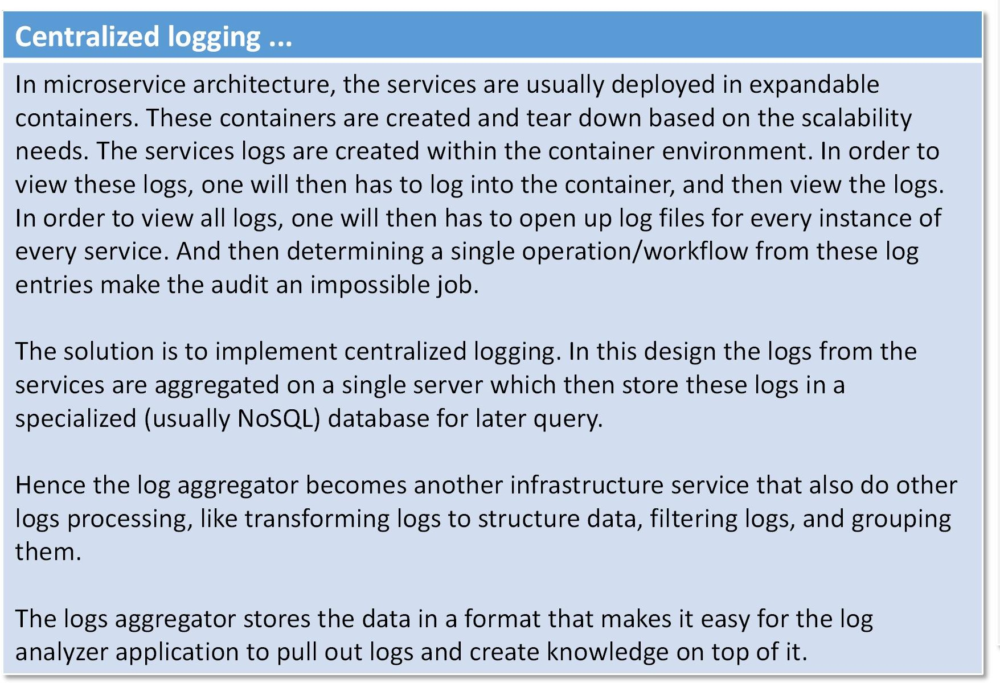 Centralized logging ...
In microservice architecture, the services are usually deployed in expandable
containers. These containers are created and tear down based on the scalability
needs. The services logs are created within the container environment. In order to
view these logs, one will then has to log into the container, and then view the logs.
In order to view all logs, one will then has to open up log files for every instance of
every service. And then determining a single operation/workflow from these log
entries make the audit an impossible job.
The solution is to implement centralized logging. In this design the logs from the
services are aggregated on a single server which then store these logs in a
specialized (usually NoSQL) database for later query.
Hence the log aggregator becomes another infrastructure service that also do other
logs processing, like transforming logs to structure data, filtering logs, and grouping
them.
The logs aggregator stores the data in a format that makes it easy for the log
analyzer application to pull out logs and create knowledge on top of it.